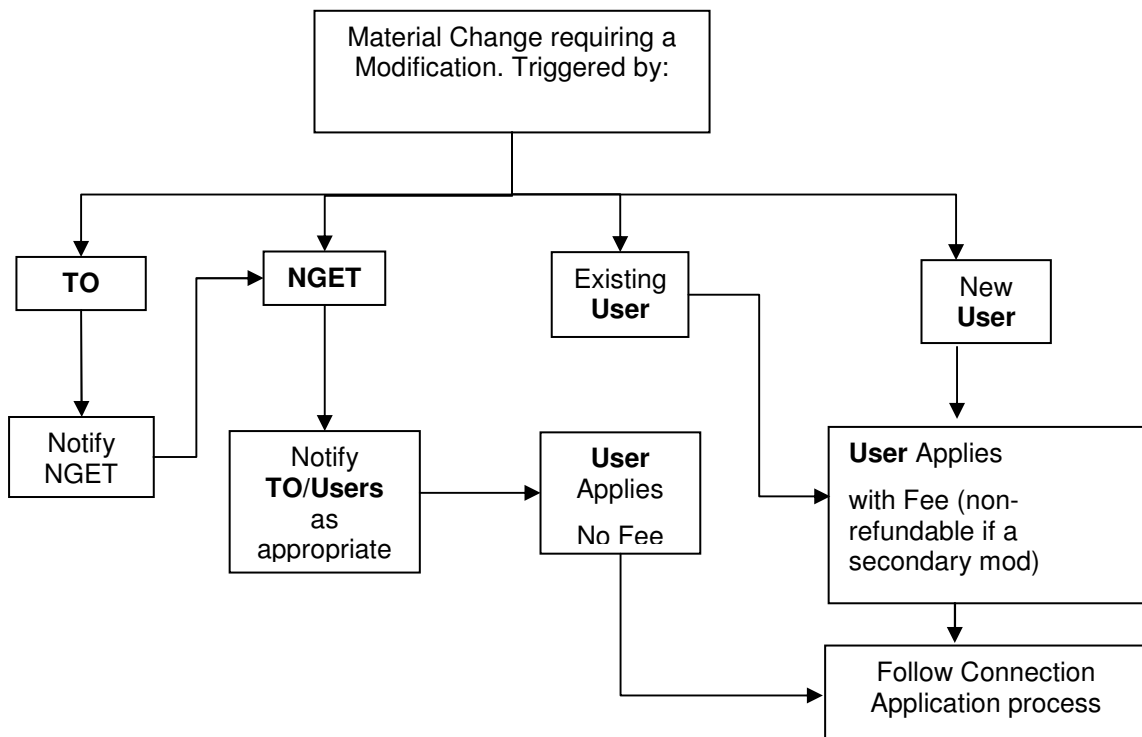 Material Change requiring a
Modification. Triggered by:
TO
NGET
Existing
User
New
User
Notify
NGET
Notify
TO/Users
as
appropriate
User
Applies
No Fee
User Applies
with Fee (non-
refundable if a
secondary mod)
Follow Connection
Application process